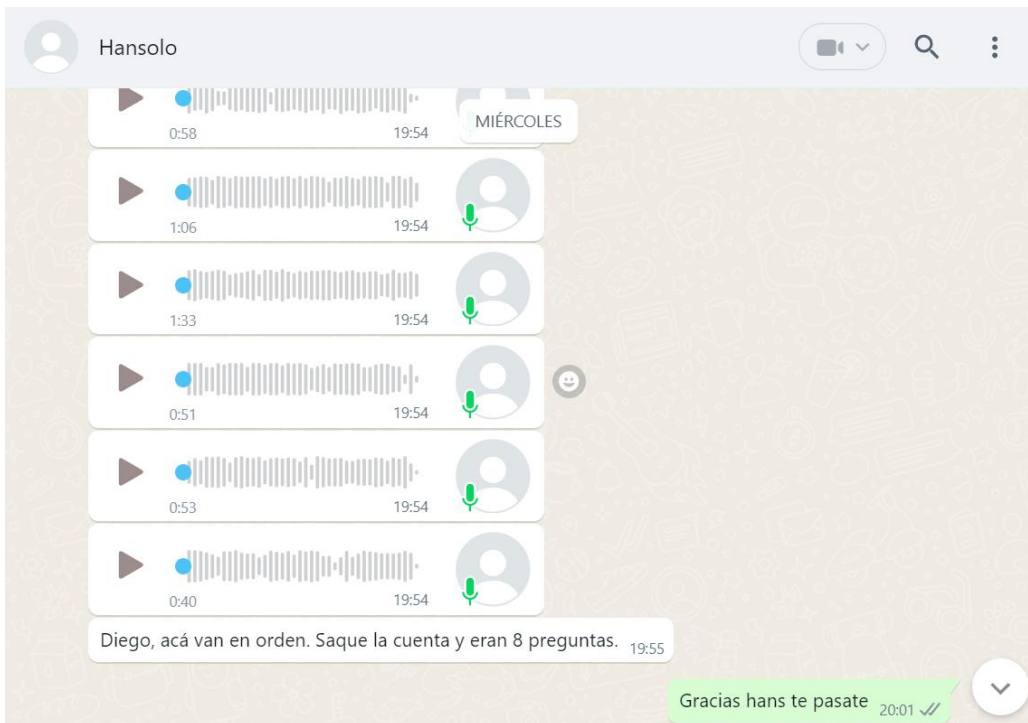 Hansolo
MIÉRCOLES
0:58 19:54
1:06 19:54
1:33 19:54
0:51 19:54
0:53 19:54
0:40 19:54
Diego, acá van en orden. Saque la cuenta y eran 8 preguntas. 19:55
Gracias hans te pasate 20:01